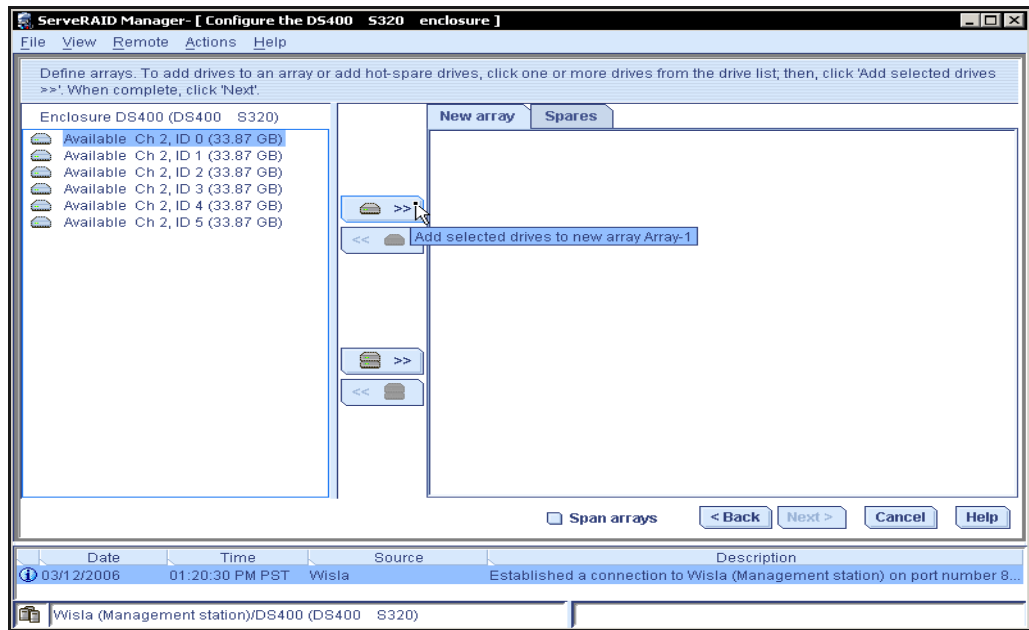 ServeRAID Manager- [ Configure the DS400 S320 enclosure ]
File View Remote Actions Help
Define arrays. To add drives to an array or add hot-spare drives, click one or more drives from the drive list; then, click 'Add selected drives
>>'. When complete, click 'Next'.
Enclosure DS400 (DS400 S320)
New array Spares
Available Ch 2, ID 0 (33.87 GB)
Available Ch 2, ID 1 (33.87 GB)
Available Ch 2, ID 2 (33.87 GB)
Available Ch 2, ID 3 (33.87 GB)
Available Ch 2, ID 4 (33.87 GB)
Available Ch 2, ID 5 (33.87 GB)
>>
<<
Add selected drives to new array Array-1
>>
<<
Span arrays < Back Next > Cancel Help
Date Time Source Description
03/12/2006 01:20:30 PM PST Wisla Established a connection to Wisla (Management station) on port number 8...
Wisla (Management station)/DS400 (DS400 S320)